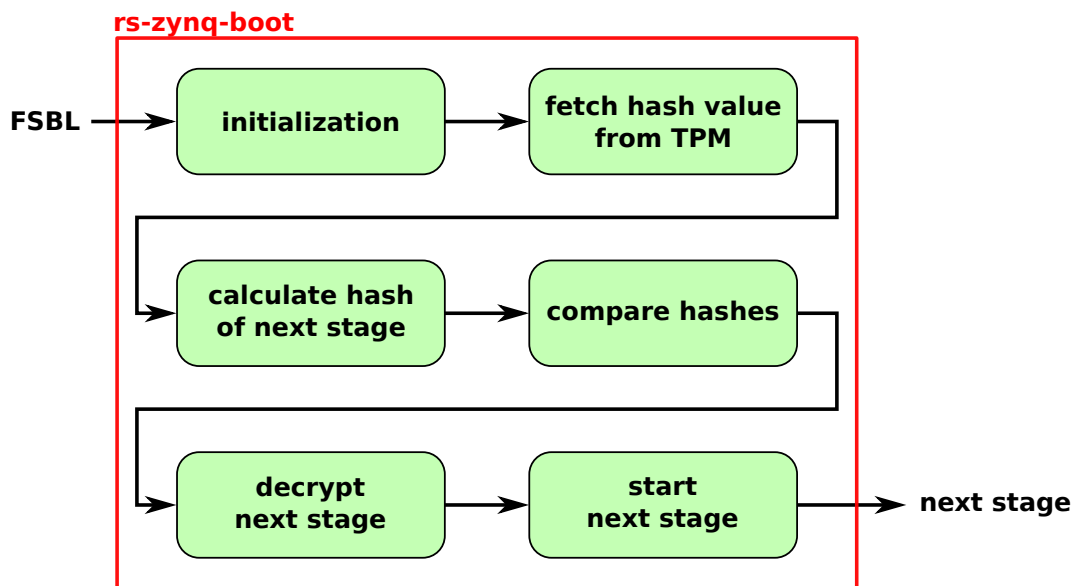 rs-zynq-boot
FSBL
initialization
fetch hash value
from TPM
calculate hash
of next stage
compare hashes
decrypt
next stage
start
next stage
next stage